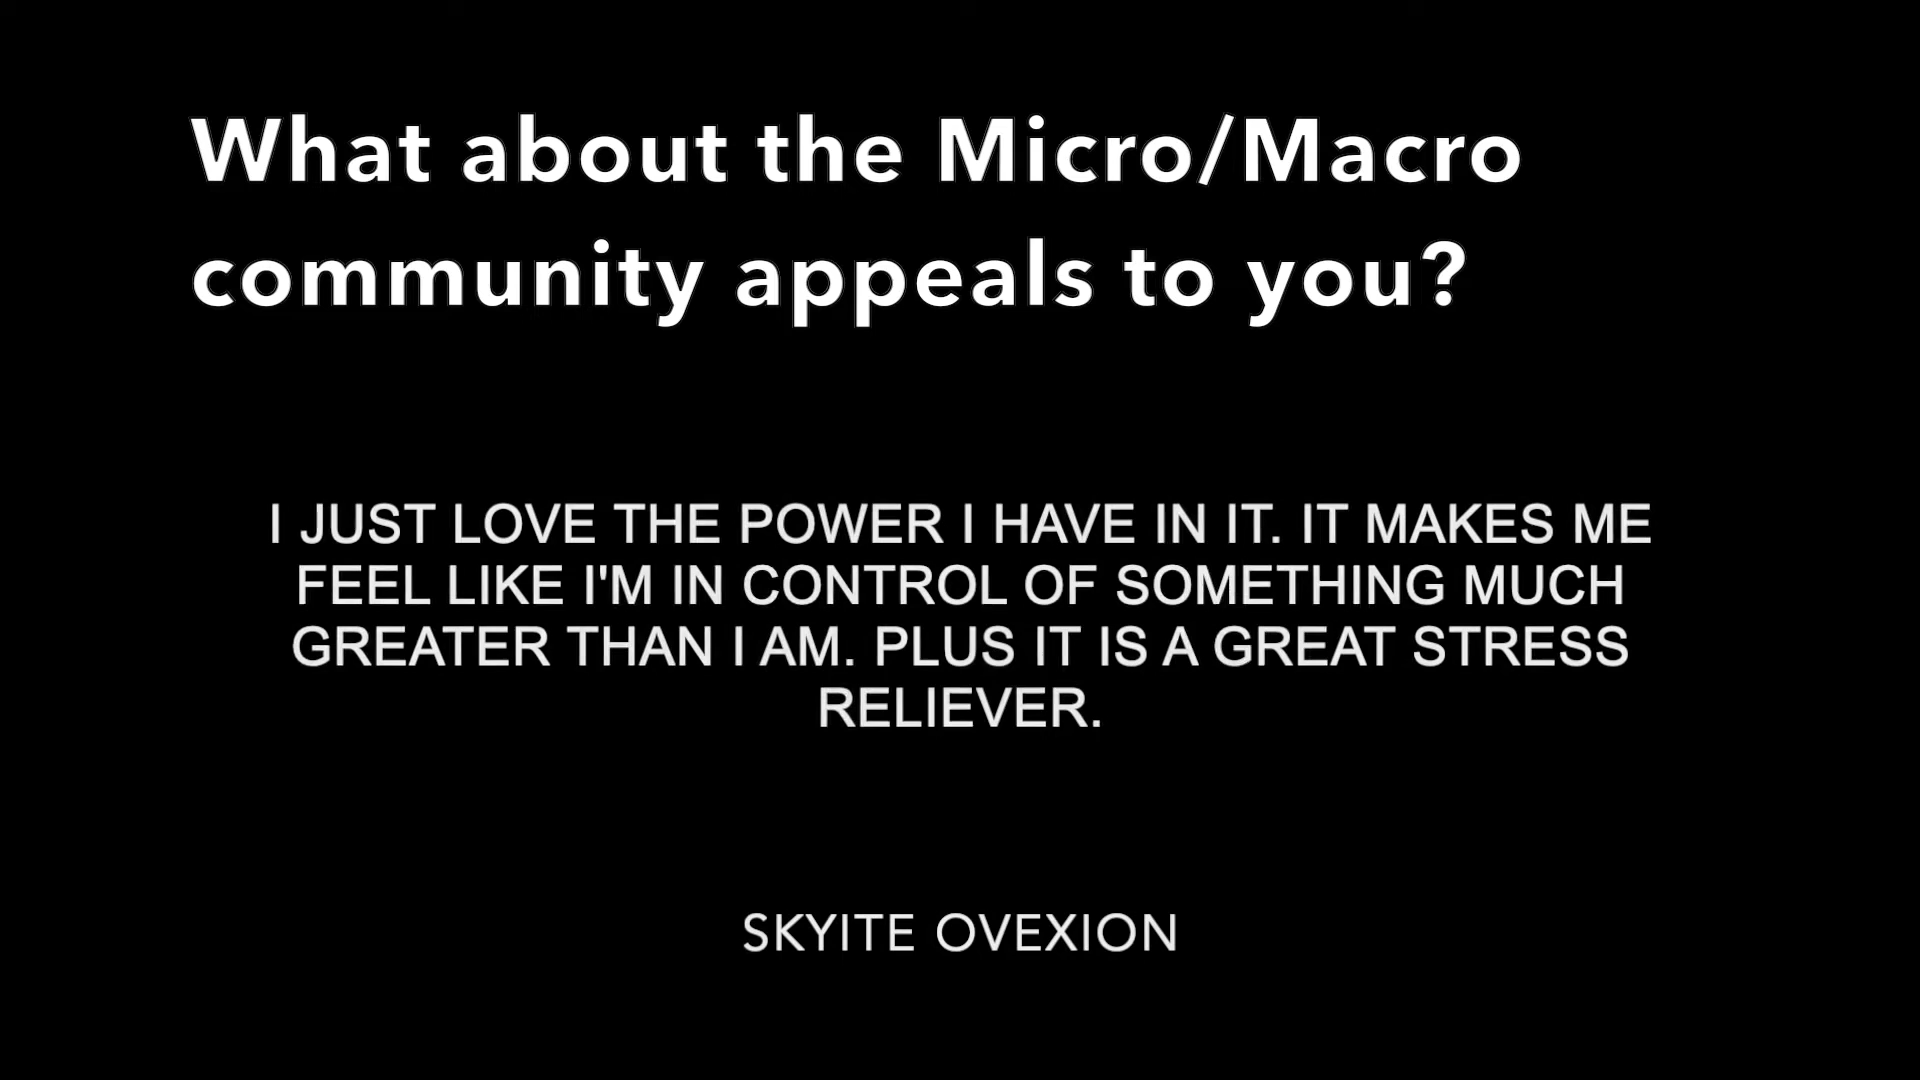 What about the Micro/Macro
community appeals to you?
I JUST LOVE THE POWER I HAVE IN IT. IT MAKES ME
FEEL LIKE I'M IN CONTROL OF SOMETHING MUCH
GREATER THAN I AM. PLUS IT IS A GREAT STRESS
RELIEVER.
SKYITE OVEXION